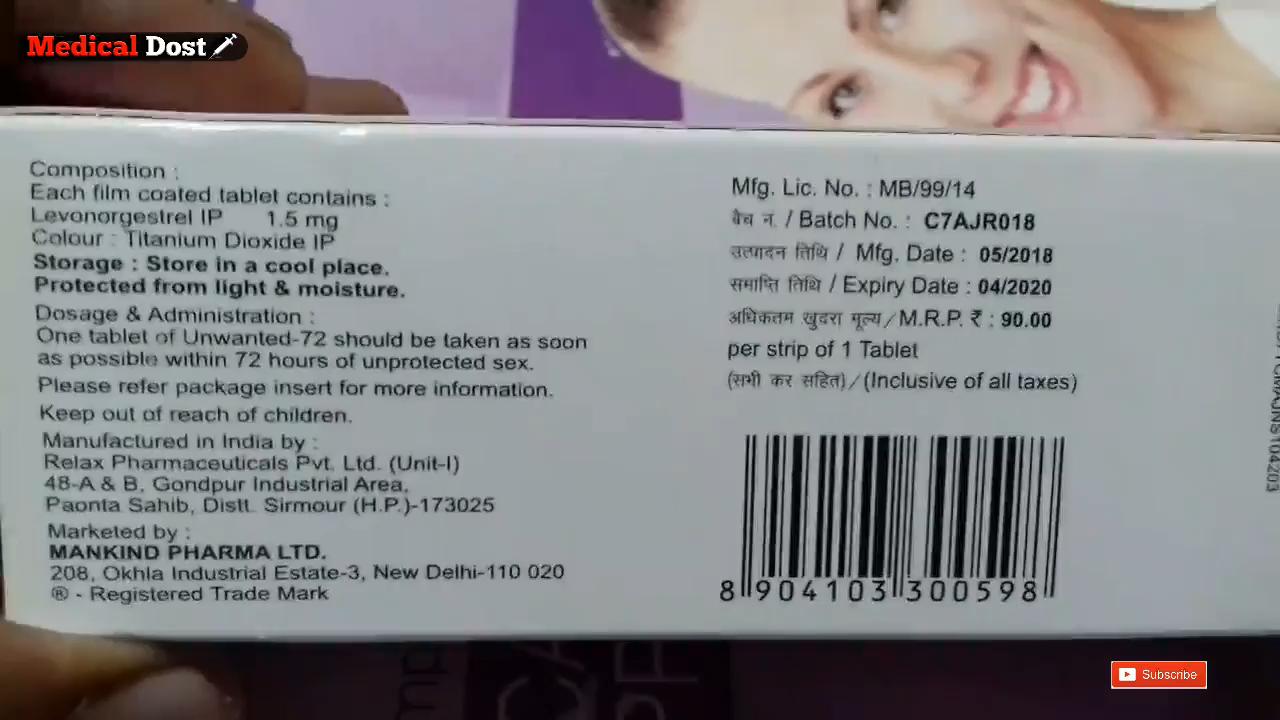 Medical Dost
Composition :
Each film coated tablet contains :
Levonorgestrel IP 1.5 mg
Colour : Titanium Dioxide IP
Storage : Store in a cool place.
Protected from light & moisture.
Dosage & Administration :
One tablet of Unwanted-72 should be taken as soon
as possible within 72 hours of unprotected sex.
Please refer package insert for more information.
Keep out of reach of children.
Manufactured in India by :
Relax Pharmaceuticals Pvt. Ltd. (Unit-I)
48-A & B, Gondpur Industrial Area,
Paonta Sahib, Distt. Sirmour (H.P.)-173025
Marketed by :
MANKIND PHARMA LTD.
208, Okhla Industrial Estate-3, New Delhi-110 020
® - Registered Trade Mark
Mfg. Lic. No. : MB/99/14
बैच न. / Batch No. : C7AJR018
उत्पादन तिथि / Mfg. Date : 05/2018
समाप्ति तिथि / Expiry Date : 04/2020
अधिकतम खुदरा मूल्य / M.R.P. ₹ : 90.00
per strip of 1 Tablet
(सभी कर सहित) / (Inclusive of all taxes)
8 904103 300598
Subscribe